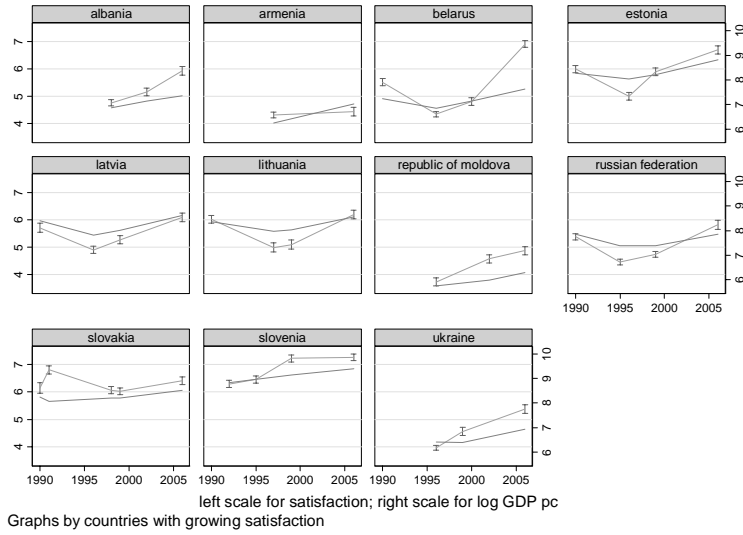 albania
armenia
belarus
estonia
4 5 6 7
6 7 8 9 10
latvia
lithuania
republic of moldova
russian federation
4 5 6 7
6 7 8 9 10
1990 1995 2000 2005
slovakia
slovenia
ukraine
4 5 6 7
6 7 8 9 10
1990 1995 2000 2005
1990 1995 2000 2005
1990 1995 2000 2005
left scale for satisfaction; right scale for log GDP pc
Graphs by countries with growing satisfaction